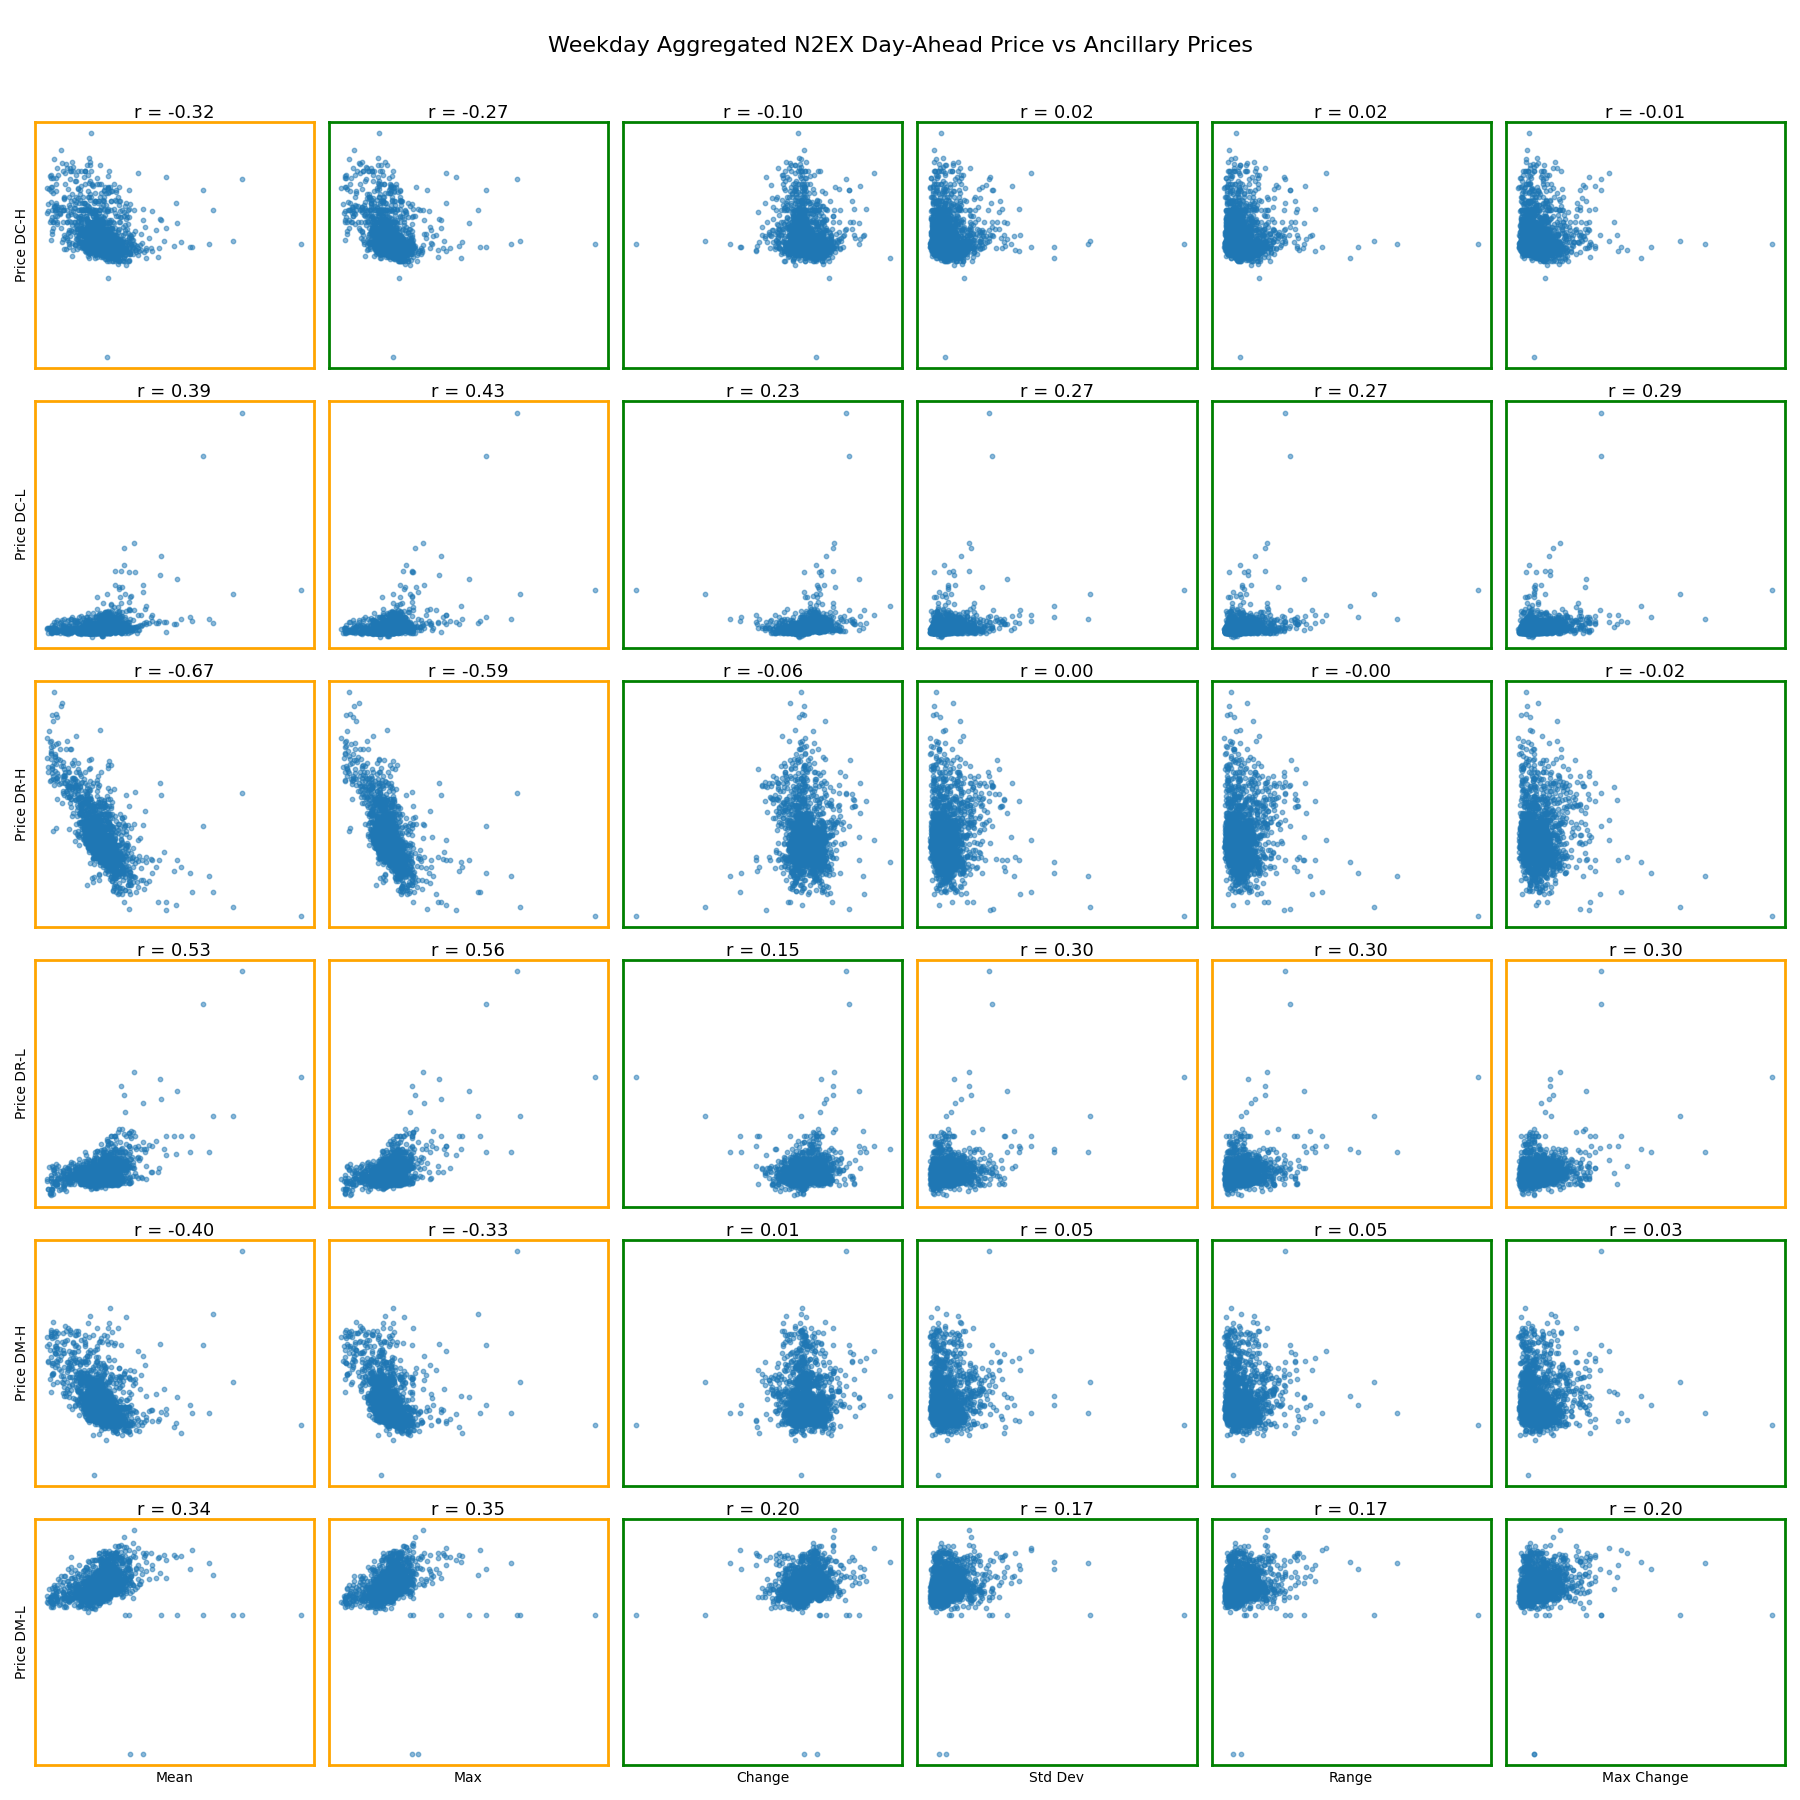 Weekday Aggregated N2EX Day-Ahead Price vs Ancillary Prices
r = -0.32
r = -0.27
r = -0.10
r = 0.02
r = 0.02
r = -0.01
Price DC-H
r = 0.39
r = 0.43
r = 0.23
r = 0.27
r = 0.27
r = 0.29
Price DC-L
r = -0.67
r = -0.59
r = -0.06
r = 0.00
r = -0.00
r = -0.02
Price DR-H
r = 0.53
r = 0.56
r = 0.15
r = 0.30
r = 0.30
r = 0.30
Price DR-L
r = -0.40
r = -0.33
r = 0.01
r = 0.05
r = 0.05
r = 0.03
Price DM-H
r = 0.34
r = 0.35
r = 0.20
r = 0.17
r = 0.17
r = 0.20
Price DM-L
Mean
Max
Change
Std Dev
Range
Max Change